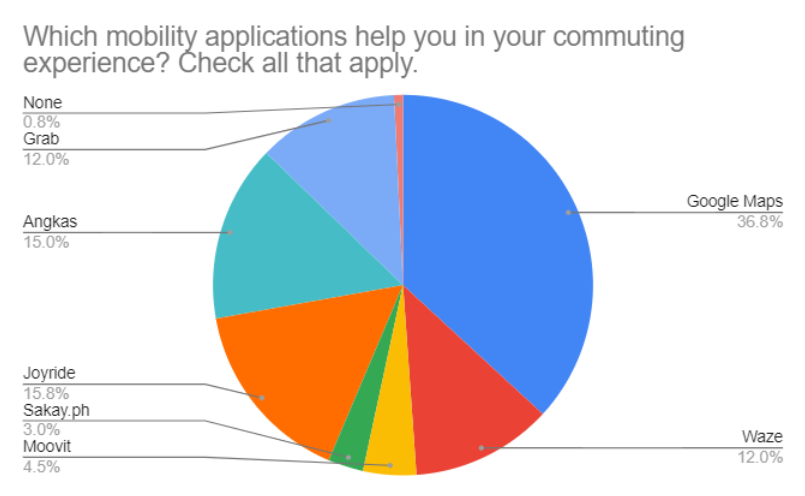 Which mobility applications help you in your commuting
experience? Check all that apply.
None
0.8%
Grab
12.0%
Angkas
15.0%
Joyride
15.8%
Sakay.ph
3.0%
Moovit
4.5%
Google Maps
36.8%
Waze
12.0%